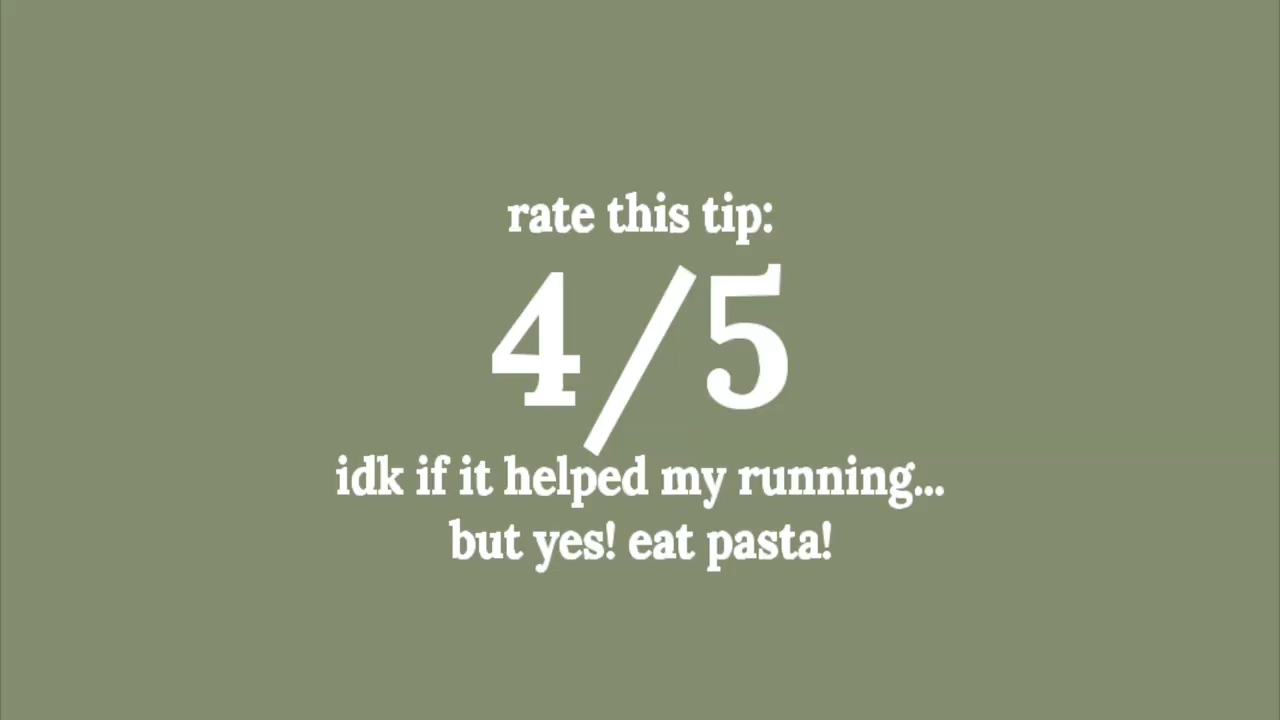 rate this tip:
4/5
idk if it helped my running...
but yes! eat pasta!